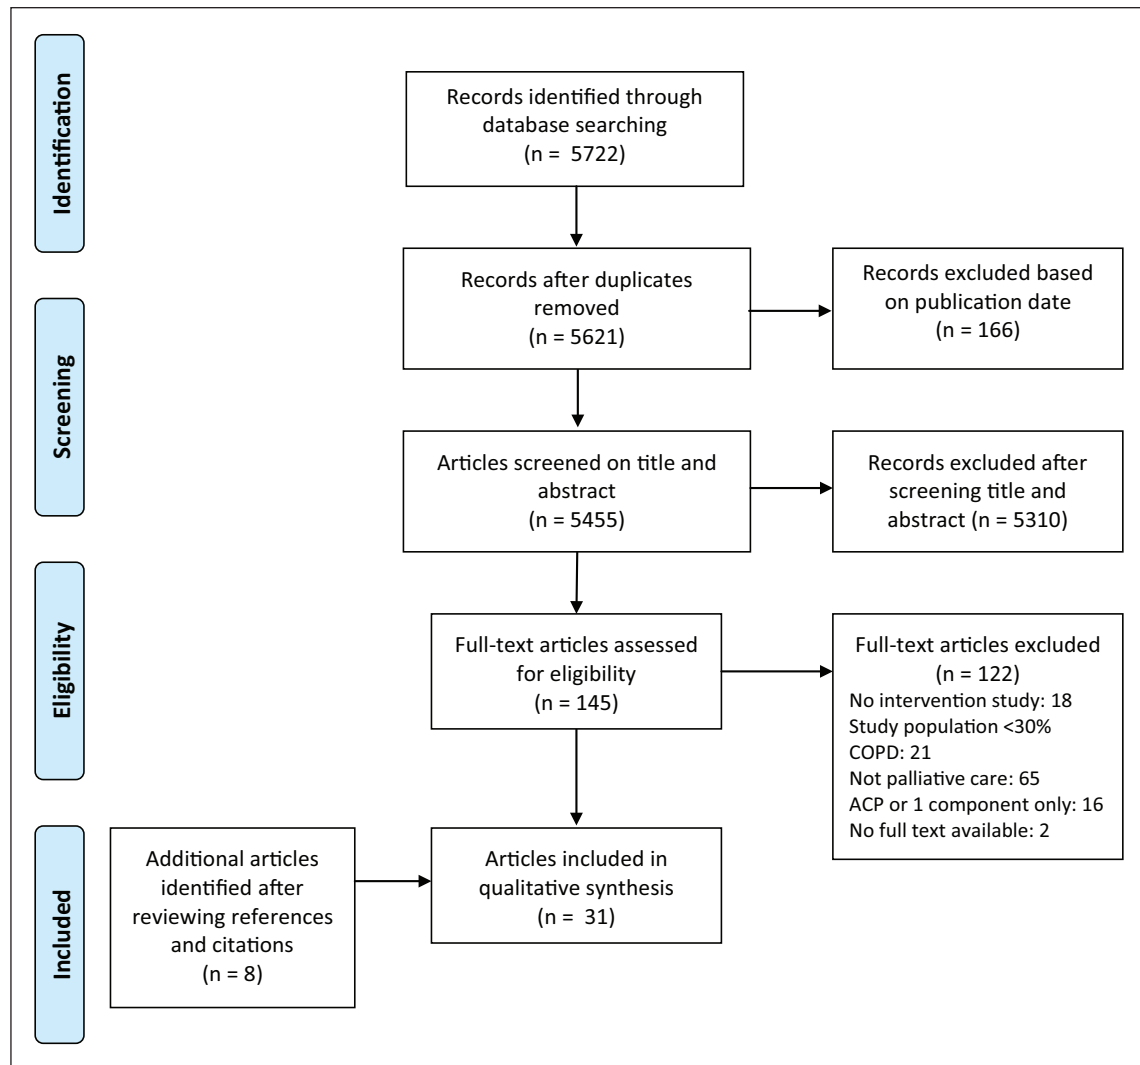 Identification
Records identified through
database searching
(n = 5722)
Records after duplicates
removed
(n = 5621)
Records excluded based
on publication date
(n = 166)
Screening
Articles screened on title and
abstract
(n = 5455)
Records excluded after
screening title and
abstract (n = 5310)
Eligibility
Full-text articles assessed
for eligibility
(n = 145)
Full-text articles excluded
(n = 122)
No intervention study: 18
Study population <30%
COPD: 21
Not palliative care: 65
ACP or 1 component only: 16
No full text available: 2
Included
Additional articles
identified after
reviewing references
and citations
(n = 8)
Articles included in
qualitative synthesis
(n = 31)